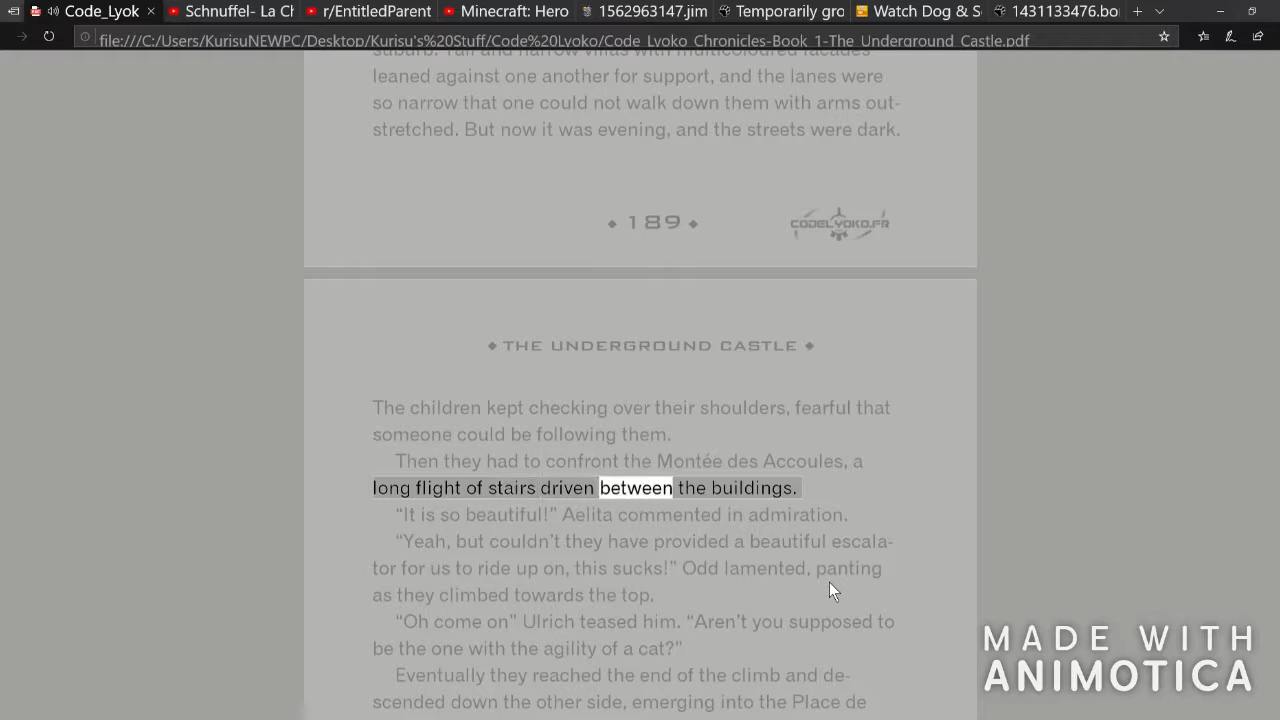 Code_Lyok
Schnuffel- La Ch
r/EntitledParent
Minecraft: Hero
1562963147.jim
Temporarily gro
Watch Dog & S
1431133476.bo
file:///C:/Users/KurisuNEWPC/Desktop/Kurisu's%20Stuff/Code%20Lyoko/Code_Lyoko_Chronicles-Book_1-The_Underground_Castle.pdf
suburb. Tall and narrow villas with multicoloured facades
leaned against one another for support, and the lanes were
so narrow that one could not walk down them with arms out-
stretched. But now it was evening, and the streets were dark.
189
CODELYOKO.FR
THE UNDERGROUND CASTLE
The children kept checking over their shoulders, fearful that
someone could be following them.
Then they had to confront the Montée des Accoules, a
long flight of stairs driven between the buildings.
“It is so beautiful!” Aelita commented in admiration.
“Yeah, but couldn’t they have provided a beautiful escala-
tor for us to ride up on, this sucks!” Odd lamented, panting
as they climbed towards the top.
“Oh come on” Ulrich teased him. “Aren’t you supposed to
be the one with the agility of a cat?”
Eventually they reached the end of the climb and de-
scended down the other side, emerging into the Place de
MADE WITH
ANIMOTICA